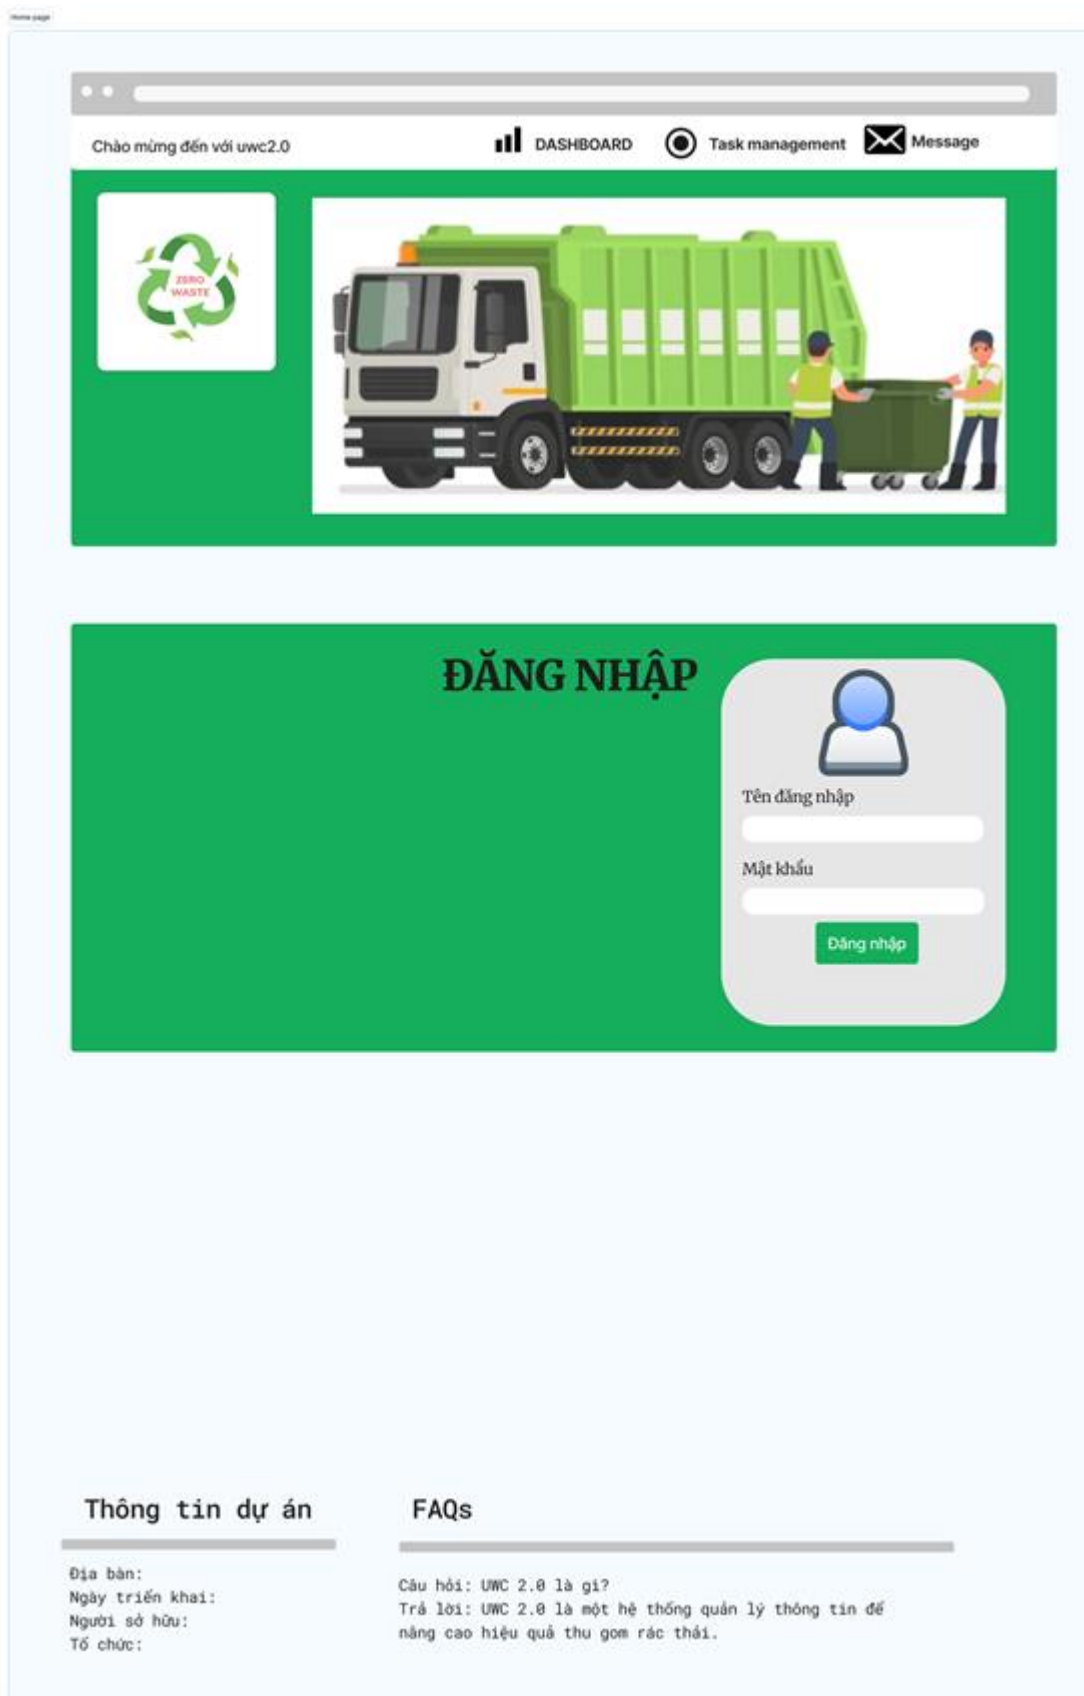 Home page
Chào mừng đến với uwc2.0
DASHBOARD
Task management
Message
ZERO
WASTE
ĐĂNG NHẬP
Tên đăng nhập
Mật khẩu
Đăng nhập
Thông tin dự án
Địa bàn:
Ngày triển khai:
Người sở hữu:
Tổ chức:
FAQs
Câu hỏi: UWC 2.0 là gì?
Trả lời: UWC 2.0 là một hệ thống quản lý thông tin để
nâng cao hiệu quả thu gom rác thải.